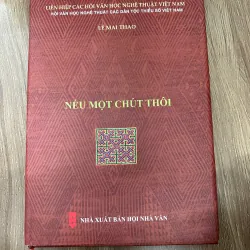 LIÊN HIỆP CÁC HỘI VĂN HỌC NGHỆ THUẬT VIỆT NAM
HỘI VĂN HỌC NGHỆ THUẬT CÁC DÂN TỘC THIỂU SỐ VIỆT NAM
LÝ MAI THAO
NẾU MỘT CHÚT THÔI
NHÀ XUẤT BẢN HỘI NHÀ VĂN